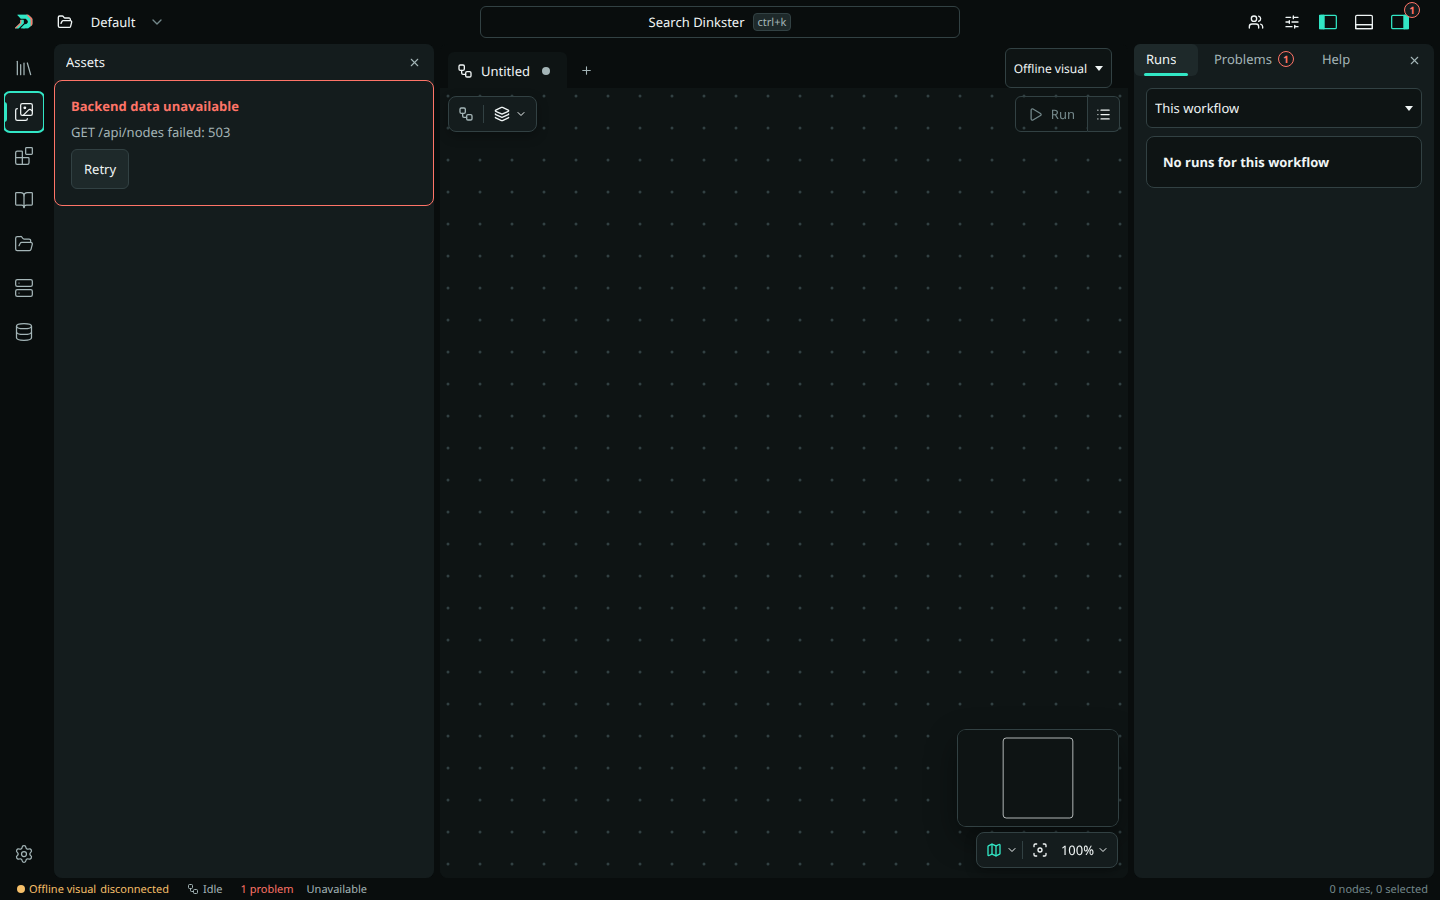 Default
Search Dinkster ctrl+k
1
Assets
Backend data unavailable
GET /api/nodes failed: 503
Retry
Untitled
Offline visual
Run
Runs
Problems 1
Help
This workflow
No runs for this workflow
100%
Offline visual disconnected
Idle
1 problem
Unavailable
0 nodes, 0 selected